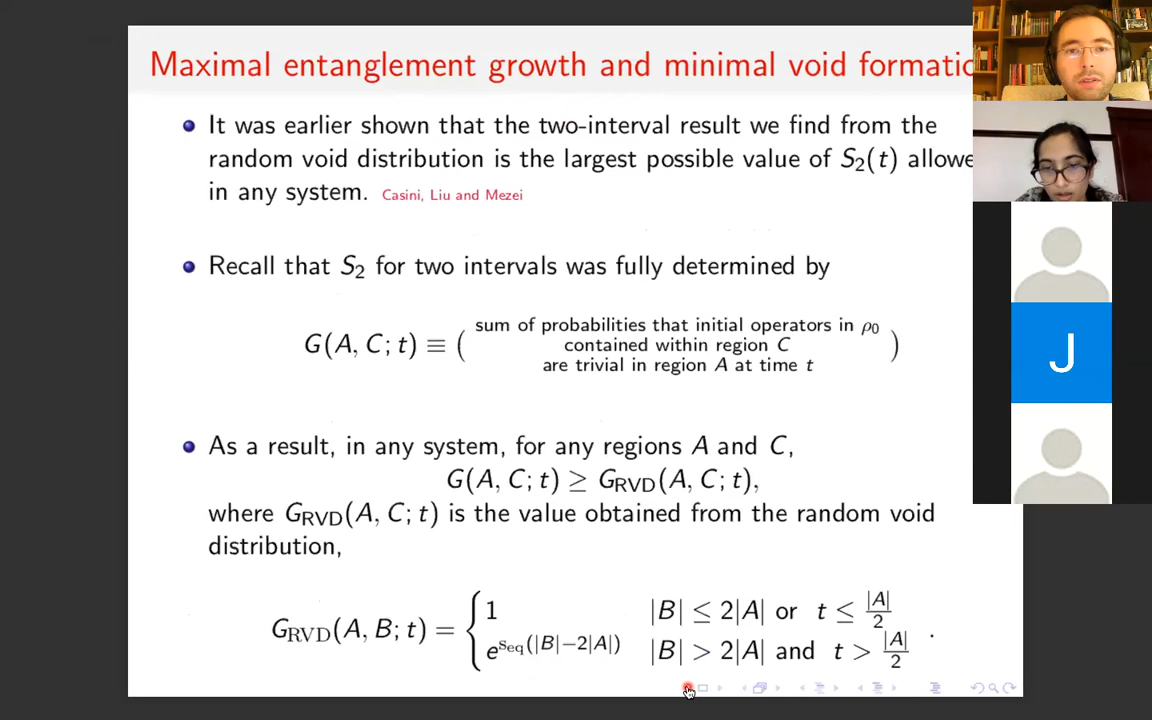 Maximal entanglement growth and minimal void formatio
It was earlier shown that the two-interval result we find from the
random void distribution is the largest possible value of S₂(t) allowe
in any system. Casini, Liu and Mezei
Recall that S₂ for two intervals was fully determined by
G(A, C; t) ≡ ( sum of probabilities that initial operators in ρ₀
contained within region C
are trivial in region A at time t )
As a result, in any system, for any regions A and C,
G(A, C; t) ≥ G_RVD(A, C; t),
where G_RVD(A, C; t) is the value obtained from the random void
distribution,
G_RVD(A, B; t) = { 1 |B| ≤ 2|A| or t ≤ |A|/2
e^{s_eq(|B|−2|A|)} |B| > 2|A| and t > |A|/2 .
J